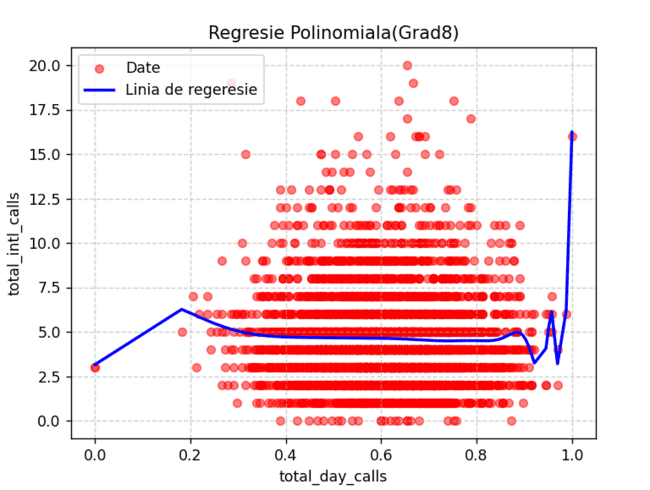 Regresie Polinomiala(Grad8)
Date
Linia de regeresie
total_intl_calls
20.0
17.5
15.0
12.5
10.0
7.5
5.0
2.5
0.0
0.0 0.2 0.4 0.6 0.8 1.0
total_day_calls